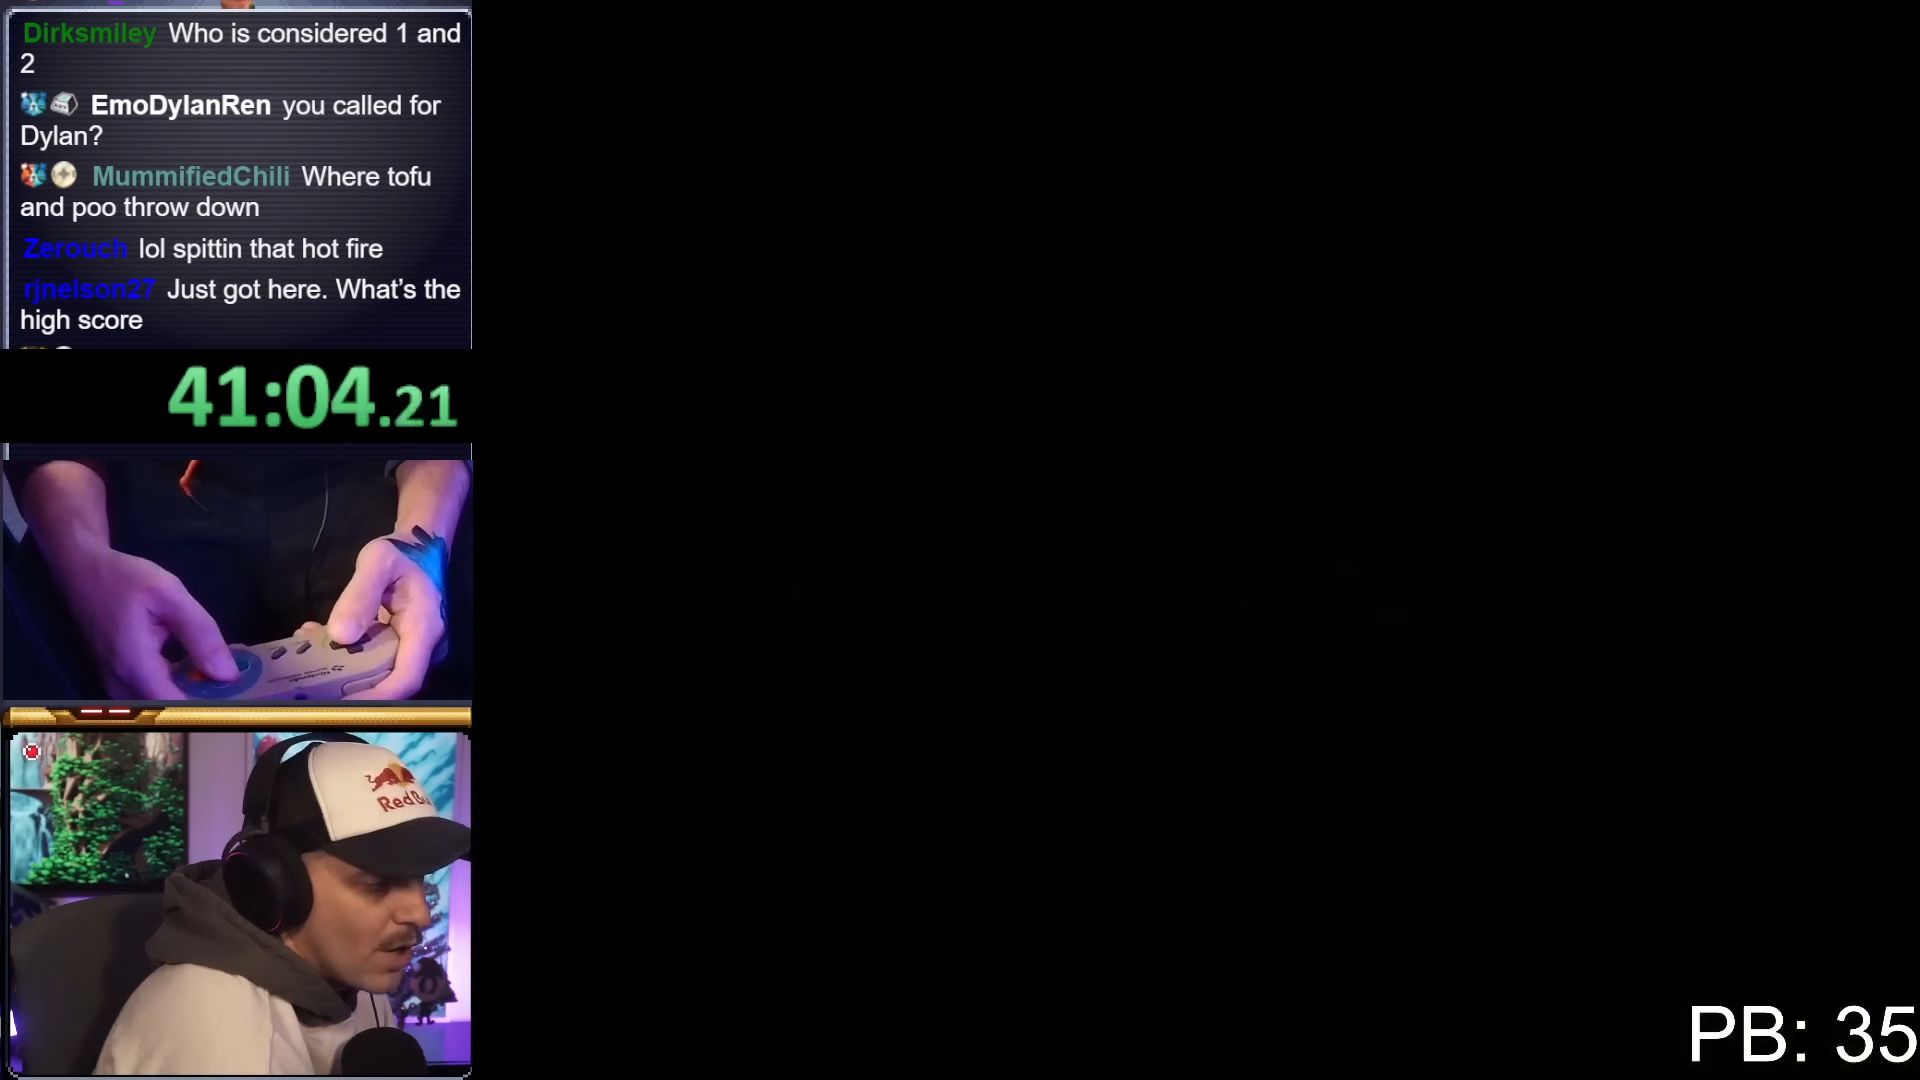 Dirksmiley Who is considered 1 and
2
EmoDylanRen you called for
Dylan?
MummifiedChili Where tofu
and poo throw down
Zerouch lol spittin that hot fire
rjnelson27 Just got here. What’s the
high score
41:04.21
PB: 35